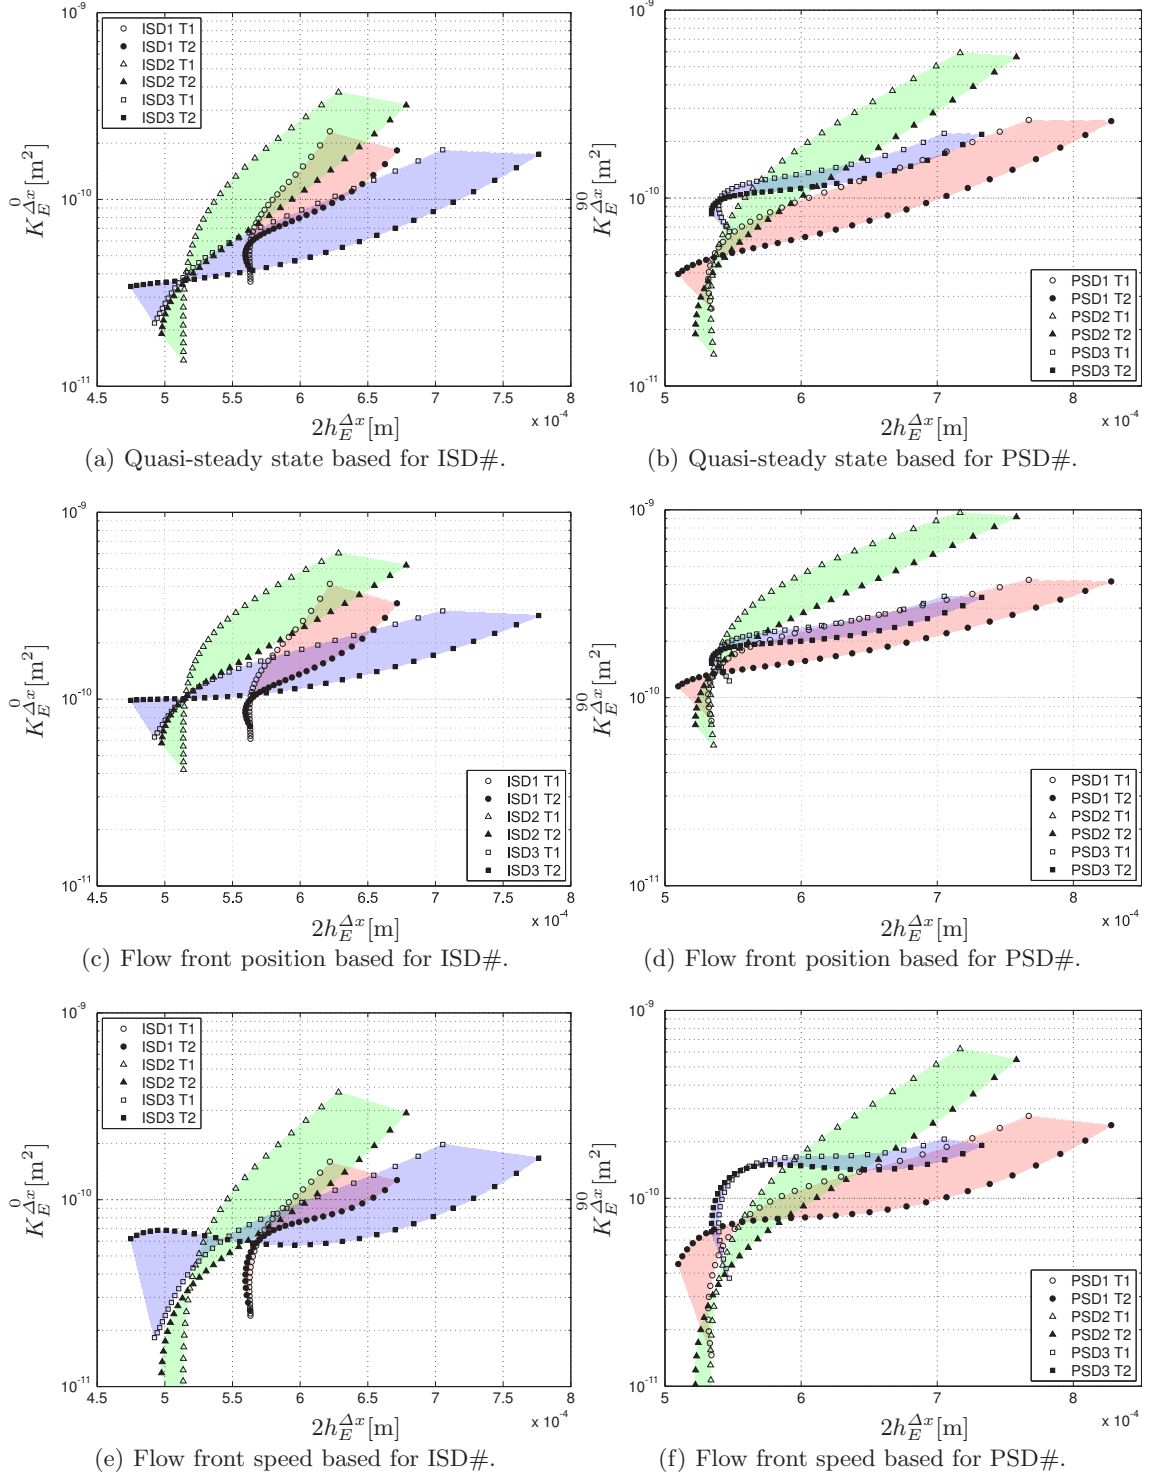 10^-9
ISD1 T1
ISD1 T2
ISD2 T1
ISD2 T2
ISD3 T1
ISD3 T2
10^-10
10^-11
^0K_E^Δx [m^2]
4.5 5 5.5 6 6.5 7 7.5 8
x 10^-4
2h_E^Δx[m]
(a) Quasi-steady state based for ISD#.
10^-9
10^-10
10^-11
^90K_E^Δx [m^2]
PSD1 T1
PSD1 T2
PSD2 T1
PSD2 T2
PSD3 T1
PSD3 T2
5 6 7 8
x 10^-4
2h_E^Δx[m]
(b) Quasi-steady state based for PSD#.
10^-9
10^-10
10^-11
^0K_E^Δx [m^2]
ISD1 T1
ISD1 T2
ISD2 T1
ISD2 T2
ISD3 T1
ISD3 T2
4.5 5 5.5 6 6.5 7 7.5 8
x 10^-4
2h_E^Δx[m]
(c) Flow front position based for ISD#.
10^-9
10^-10
10^-11
^90K_E^Δx [m^2]
PSD1 T1
PSD1 T2
PSD2 T1
PSD2 T2
PSD3 T1
PSD3 T2
5 6 7 8
x 10^-4
2h_E^Δx[m]
(d) Flow front position based for PSD#.
10^-9
ISD1 T1
ISD1 T2
ISD2 T1
ISD2 T2
ISD3 T1
ISD3 T2
10^-10
10^-11
^0K_E^Δx [m^2]
4.5 5 5.5 6 6.5 7 7.5 8
x 10^-4
2h_E^Δx[m]
(e) Flow front speed based for ISD#.
10^-9
10^-10
10^-11
^90K_E^Δx [m^2]
PSD1 T1
PSD1 T2
PSD2 T1
PSD2 T2
PSD3 T1
PSD3 T2
5 6 7 8
x 10^-4
2h_E^Δx[m]
(f) Flow front speed based for PSD#.